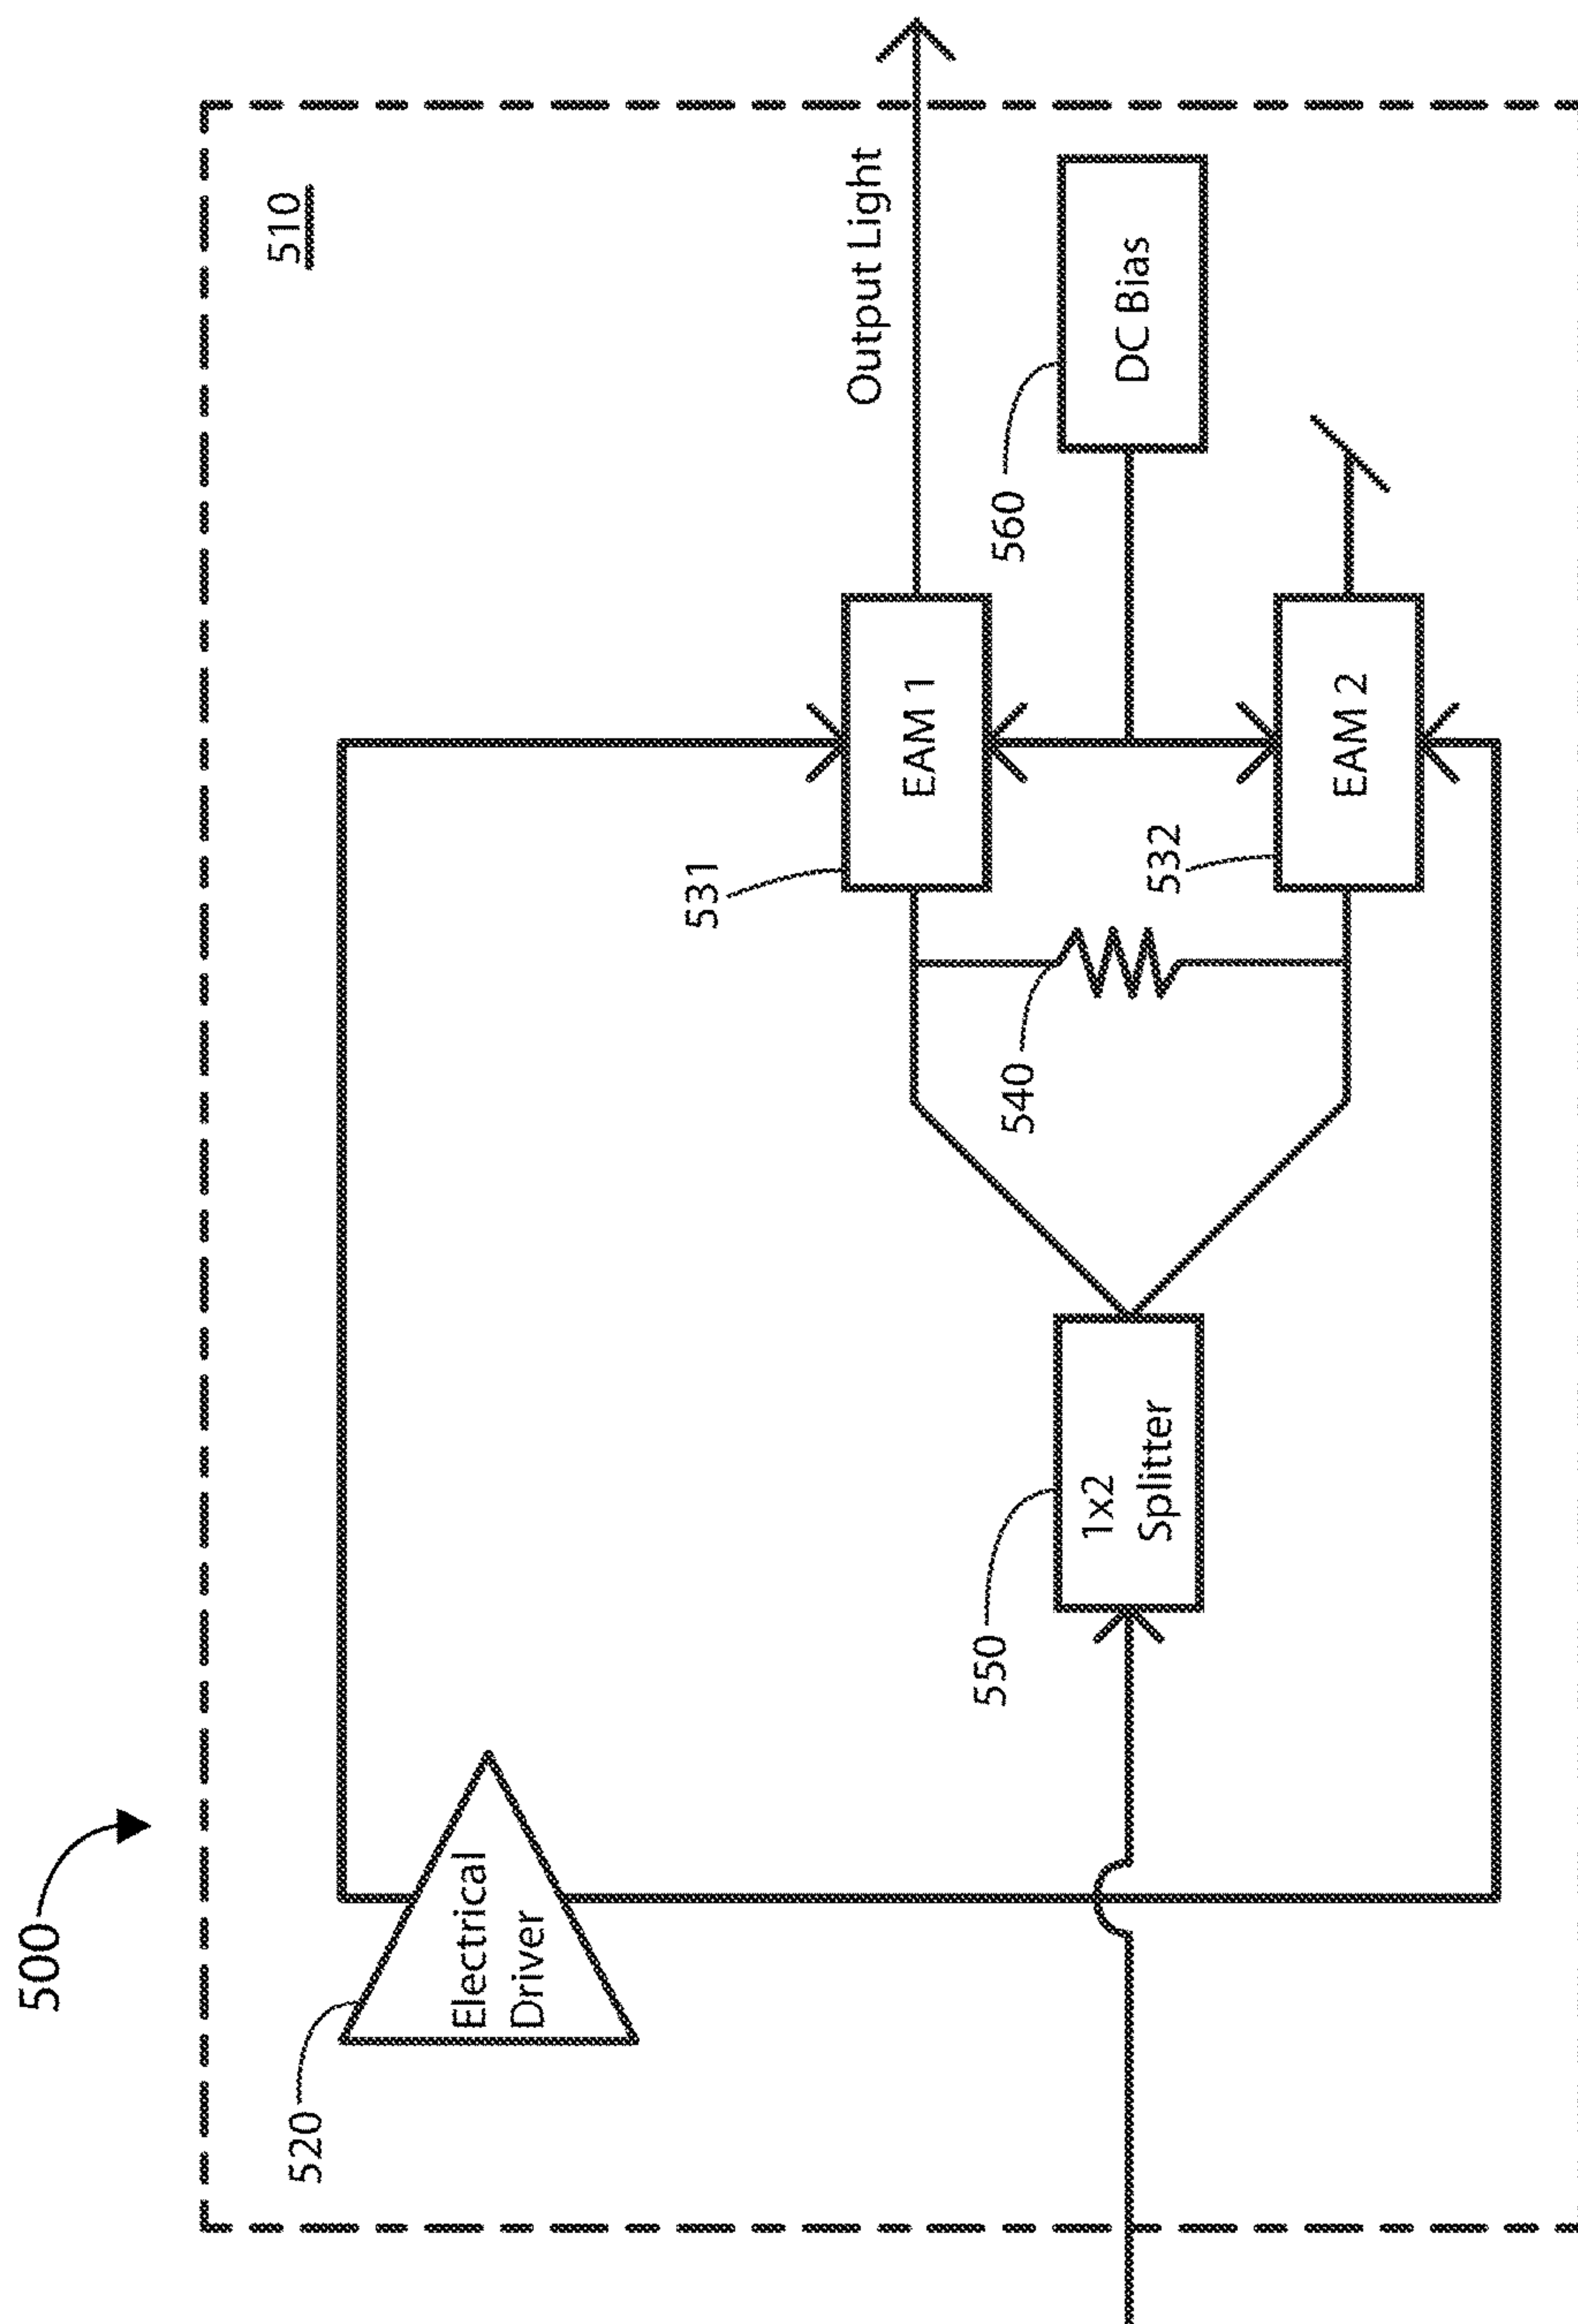 500
510
520
Electrical
Driver
Output Light
531
EAM 1
560
DC Bias
540
532
EAM 2
550
1x2
Splitter